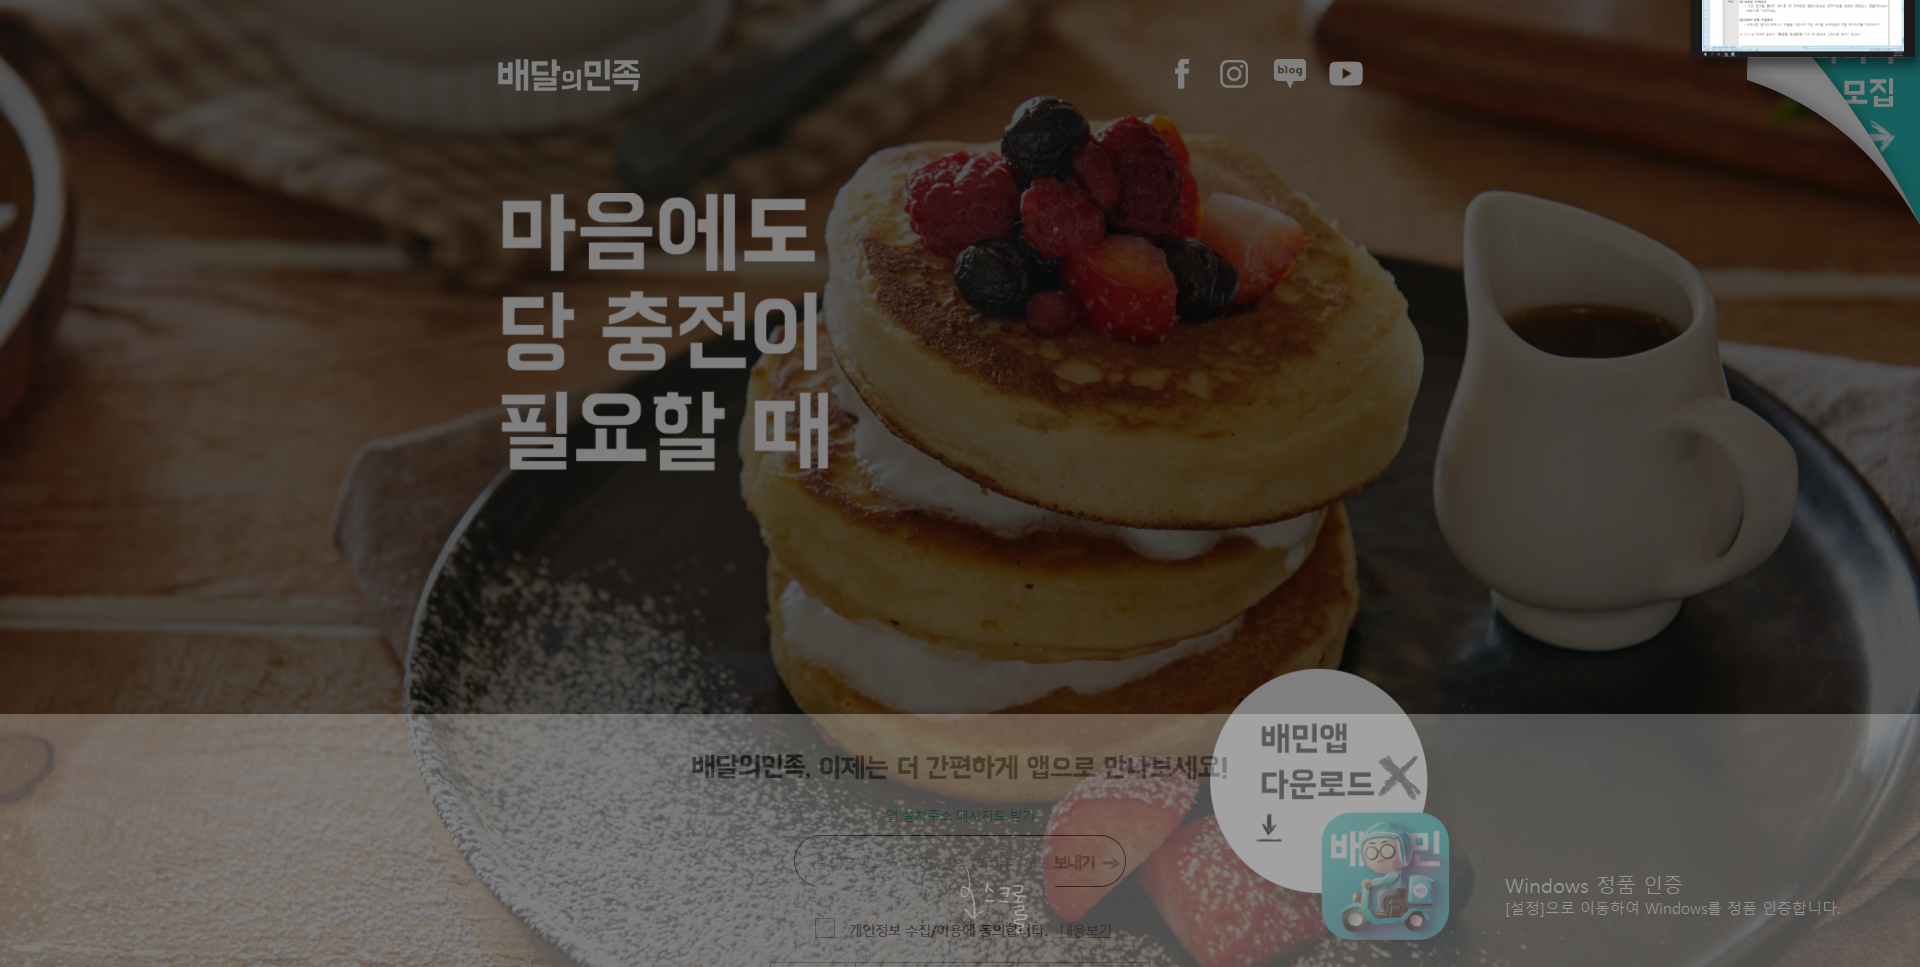 배달의민족
blog
모집
마음에도
당 충전이
필요할 때
배민앱
다운로드
배달의민족, 이제는 더 간편하게 앱으로 만나보세요!
앱 설치주소 메시지로 받기
보내기
배민
스크롤
개인정보 수집/이용에 동의합니다. 내용보기
Windows 정품 인증
[설정]으로 이동하여 Windows를 정품 인증합니다.